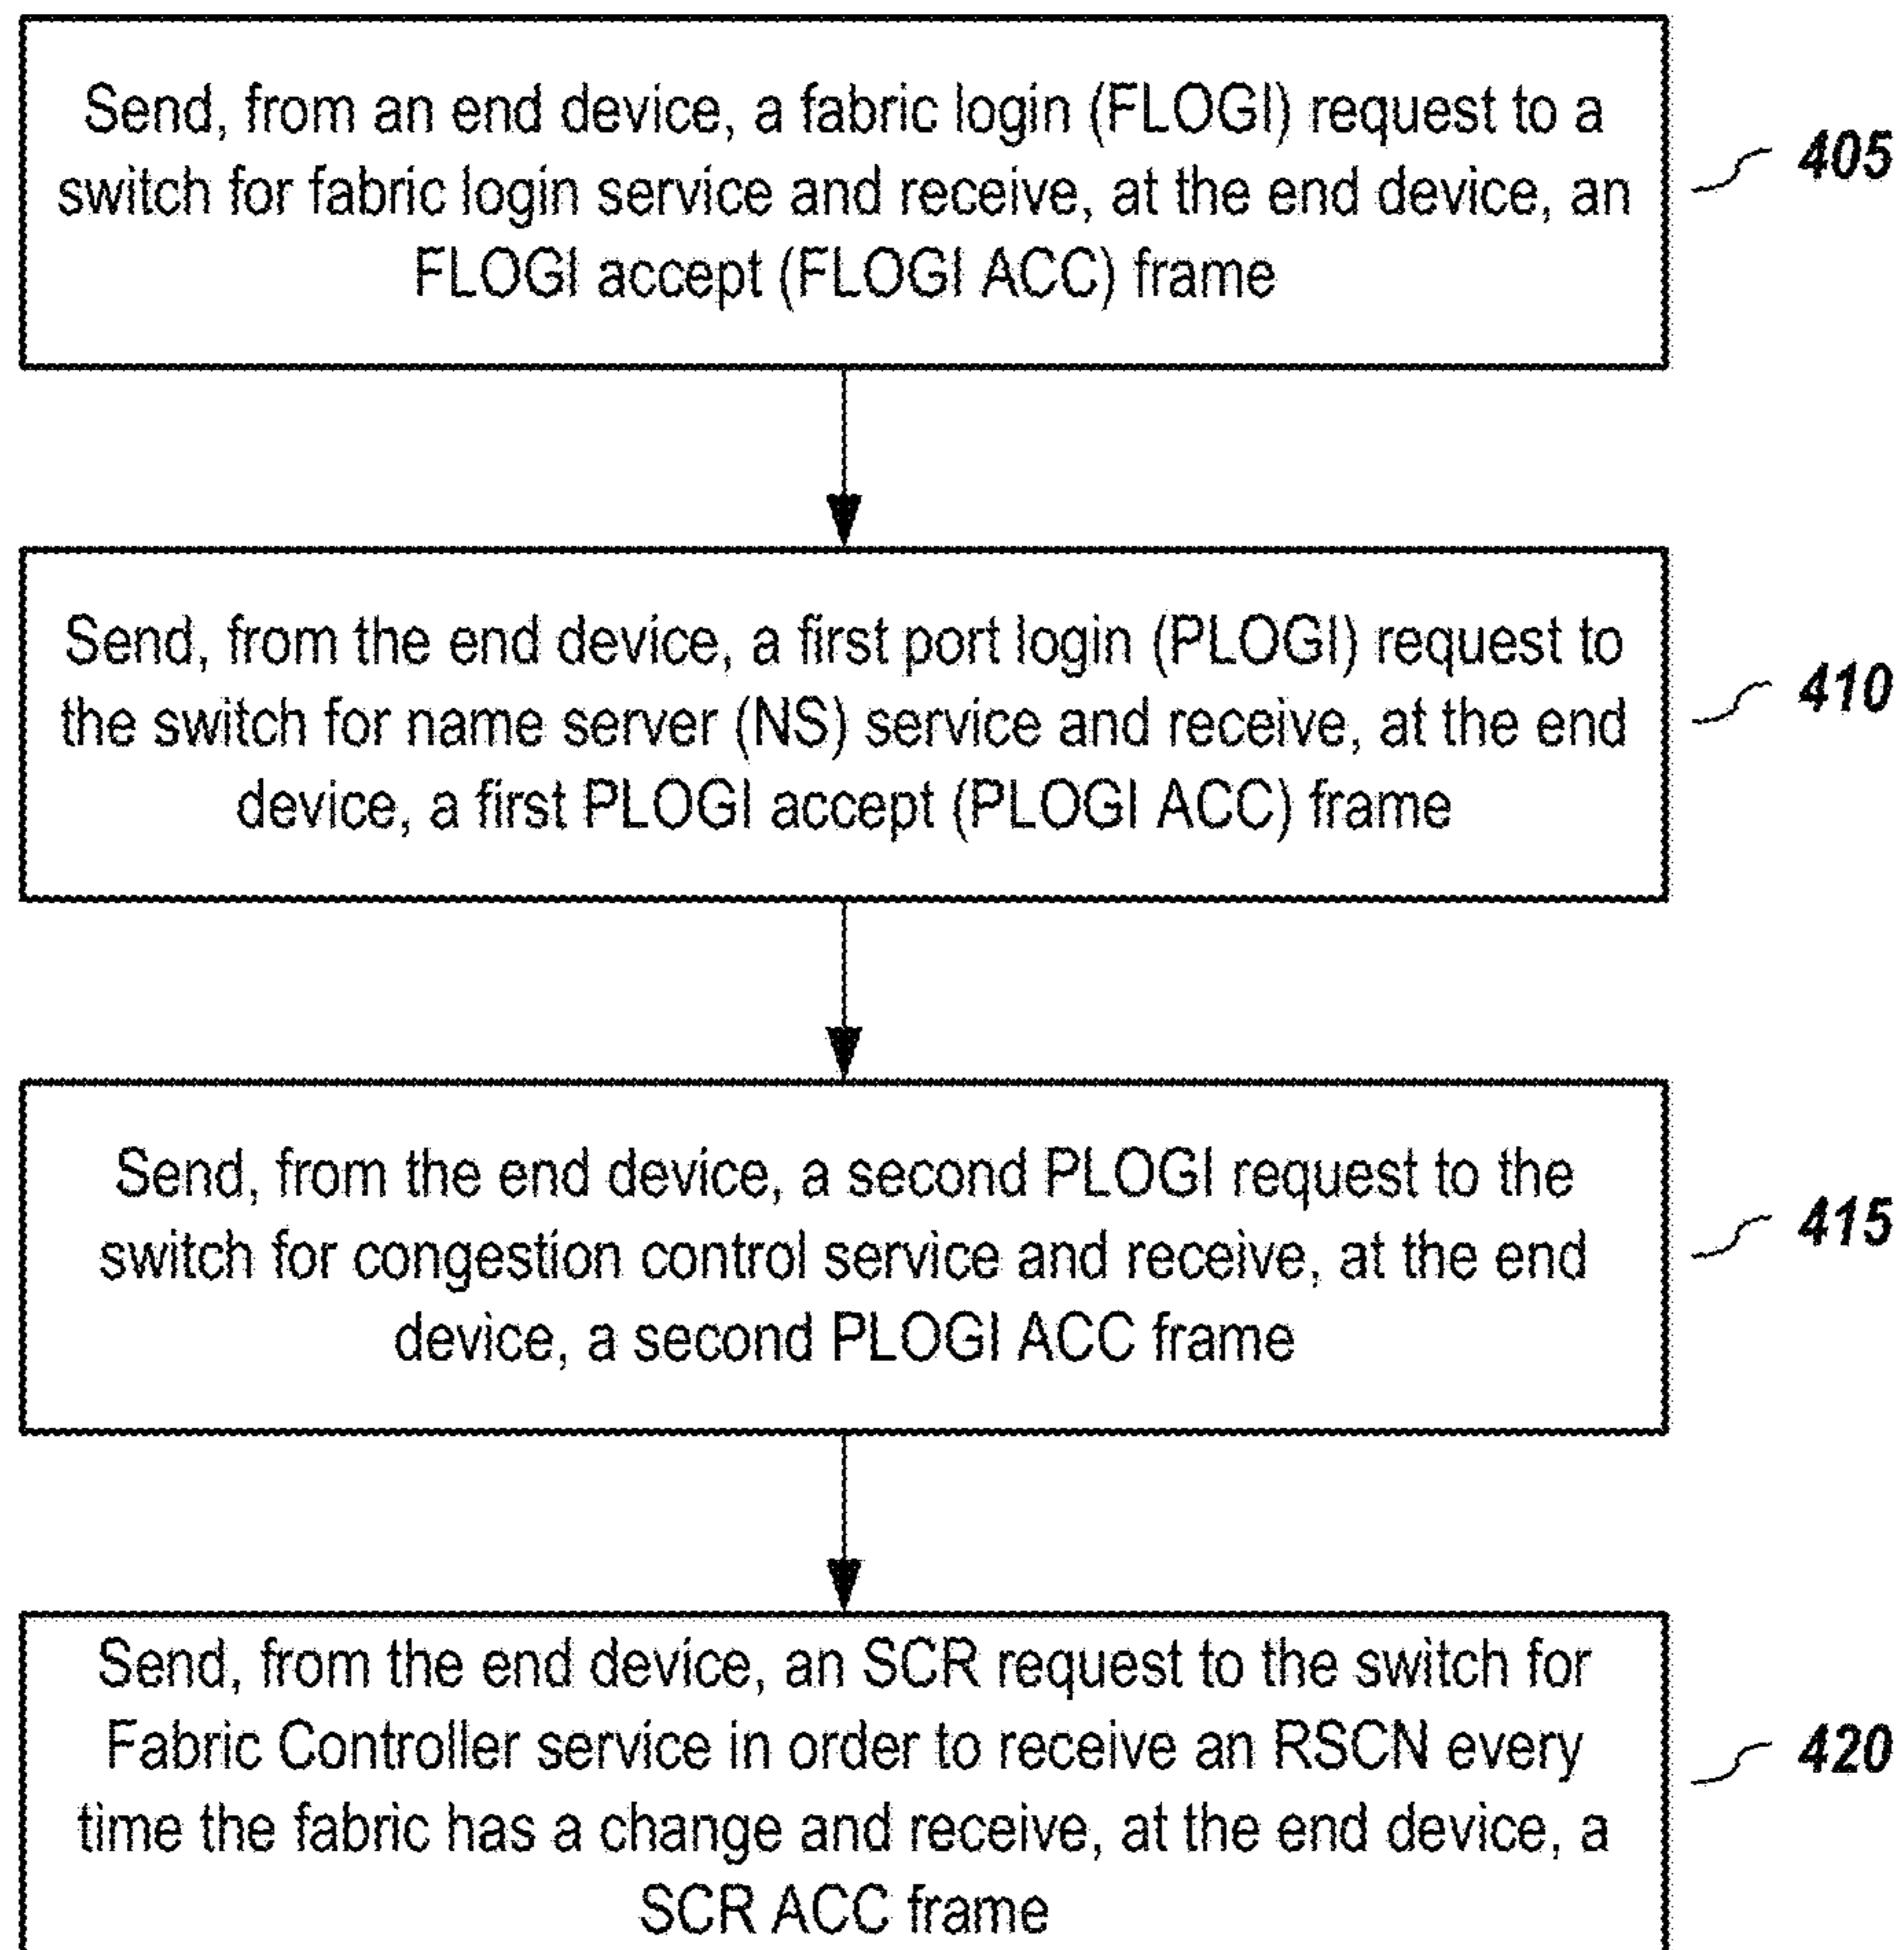 Send, from an end device, a fabric login (FLOGI) request to a
switch for fabric login service and receive, at the end device, an
FLOGI accept (FLOGI ACC) frame
405
Send, from the end device, a first port login (PLOGI) request to
the switch for name server (NS) service and receive, at the end
device, a first PLOGI accept (PLOGI ACC) frame
410
Send, from the end device, a second PLOGI request to the
switch for congestion control service and receive, at the end
device, a second PLOGI ACC frame
415
Send, from the end device, an SCR request to the switch for
Fabric Controller service in order to receive an RSCN every
time the fabric has a change and receive, at the end device, a
SCR ACC frame
420